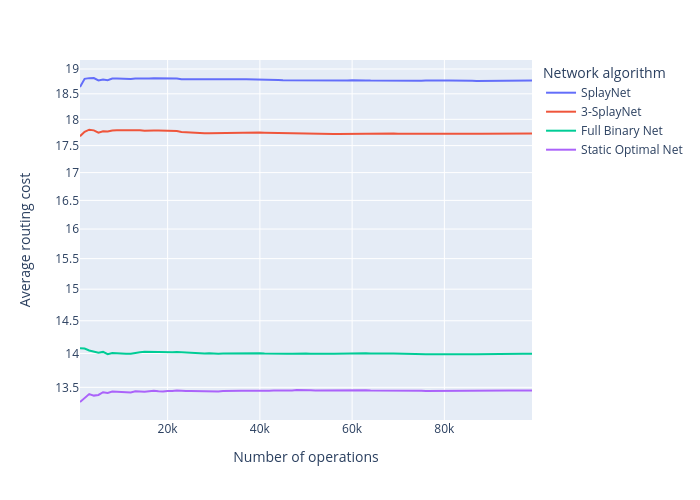 Network algorithm
SplayNet
3-SplayNet
Full Binary Net
Static Optimal Net
Average routing cost
19
18.5
18
17.5
17
16.5
16
15.5
15
14.5
14
13.5
20k 40k 60k 80k
Number of operations